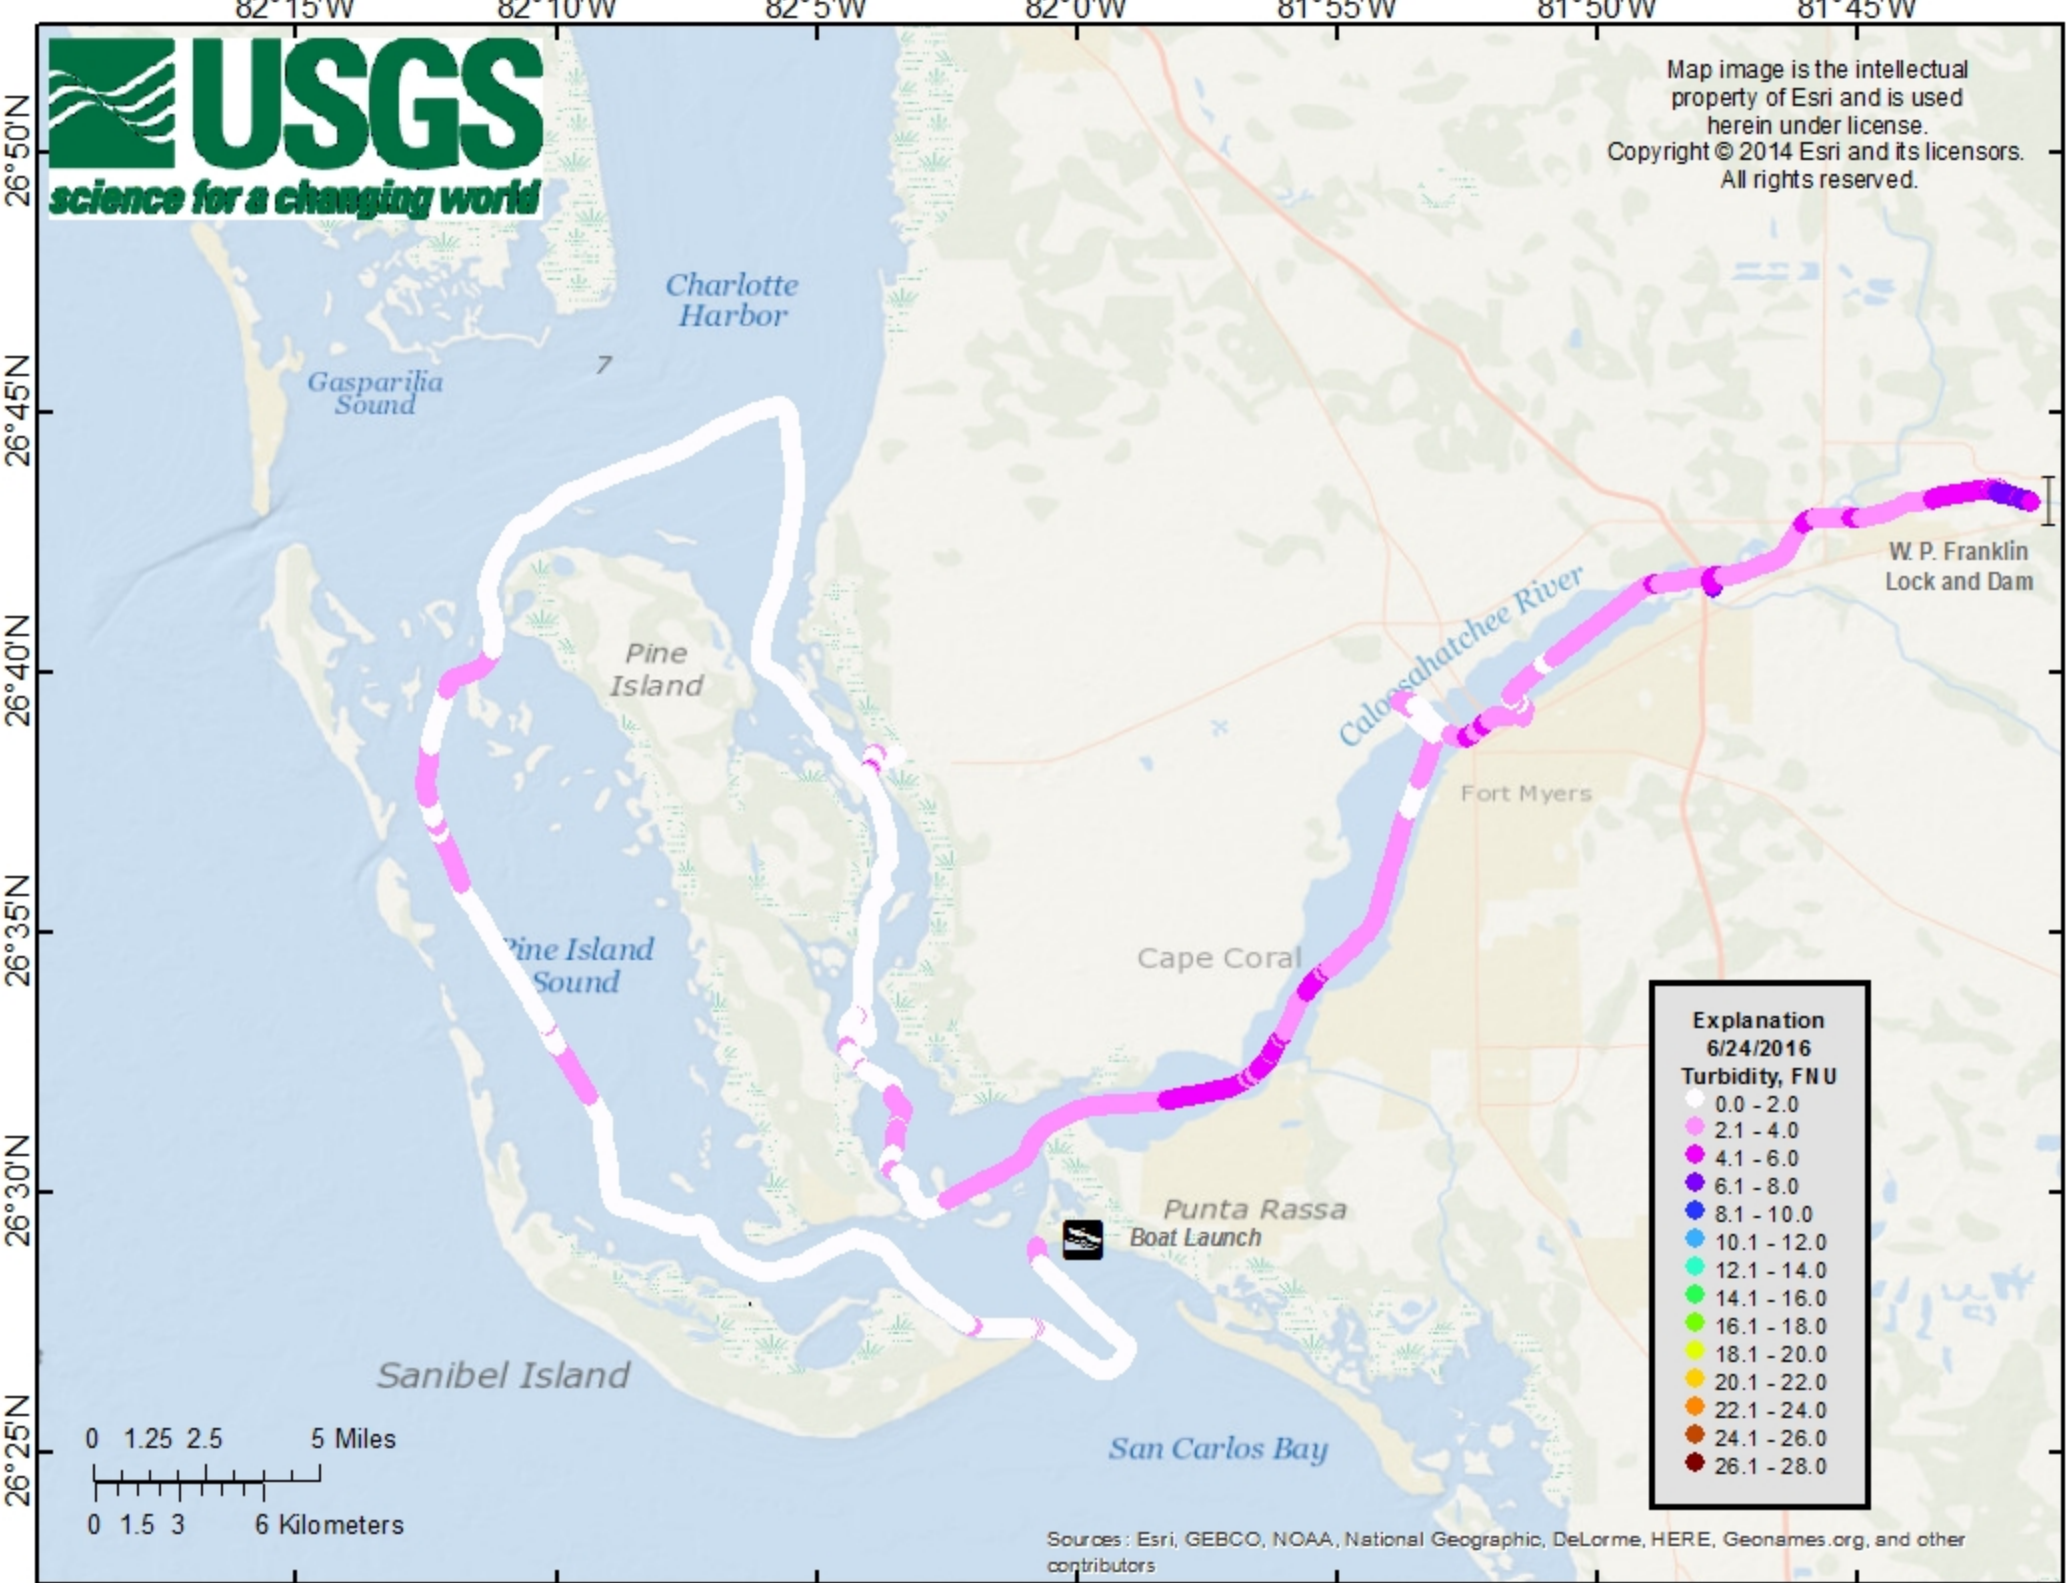 82°15'W 82°10'W 82°5'W 82°0'W 81°55'W 81°50'W 81°45'W
USGS
science for a changing world
Map image is the intellectual
property of Esri and is used
herein under license.
Copyright © 2014 Esri and its licensors.
All rights reserved.
26°50'N
26°45'N
26°40'N
26°35'N
26°30'N
26°25'N
Charlotte
Harbor
7
Gasparilia
Sound
W. P. Franklin
Lock and Dam
Caloosahatchee River
Pine
Island
Fort Myers
Pine Island
Sound
Cape Coral
Punta Rassa
Boat Launch
Sanibel Island
San Carlos Bay
Explanation
6/24/2016
Turbidity, FNU
0.0 - 2.0
2.1 - 4.0
4.1 - 6.0
6.1 - 8.0
8.1 - 10.0
10.1 - 12.0
12.1 - 14.0
14.1 - 16.0
16.1 - 18.0
18.1 - 20.0
20.1 - 22.0
22.1 - 24.0
24.1 - 26.0
26.1 - 28.0
0 1.25 2.5 5 Miles
0 1.5 3 6 Kilometers
Sources: Esri, GEBCO, NOAA, National Geographic, DeLorme, HERE, Geonames.org, and other
contributors